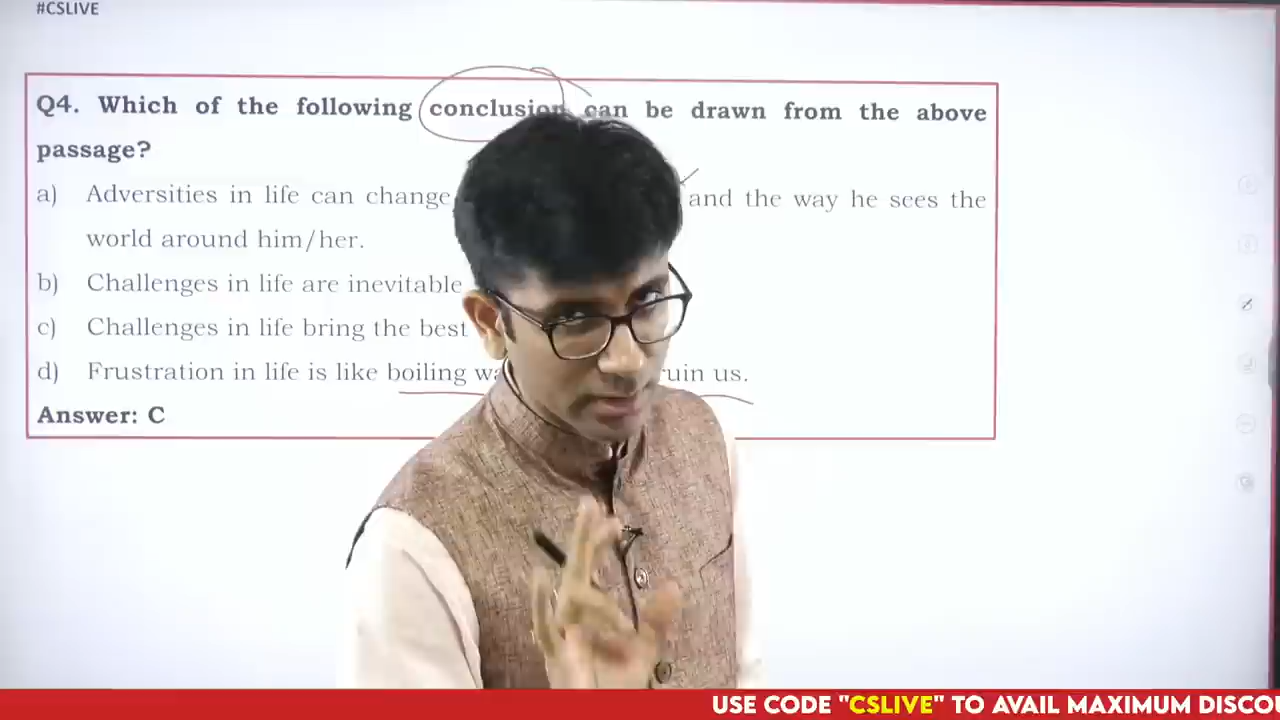 #CSLIVE
Q4. Which of the following conclusion can be drawn from the above
passage?
a) Adversities in life can change and the way he sees the
world around him/her.
b) Challenges in life are inevitable
c) Challenges in life bring the best
d) Frustration in life is like boiling ruin us.
Answer: C
USE CODE "CSLIVE" TO AVAIL MAXIMUM DISCO